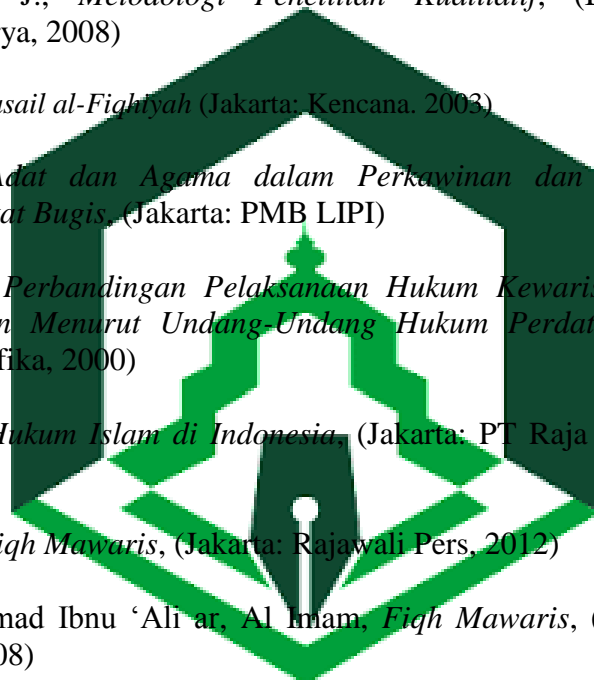 J., Metodologi Penelitian Kualitatif, (
rya, 2008)
sail al-Fiqhiyah (Jakarta: Kencana. 2003)
Adat dan Agama dalam Perkawinan dan
at Bugis, (Jakarta: PMB LIPI)
Perbandingan Pelaksanaan Hukum Kewaris
n Menurut Undang-Undang Hukum Perdat
fika, 2000)
Hukum Islam di Indonesia, (Jakarta: PT Raja
iqh Mawaris, (Jakarta: Rajawali Pers, 2012)
mad Ibnu ‘Ali ar, Al Imam, Fiqh Mawaris, (
08)